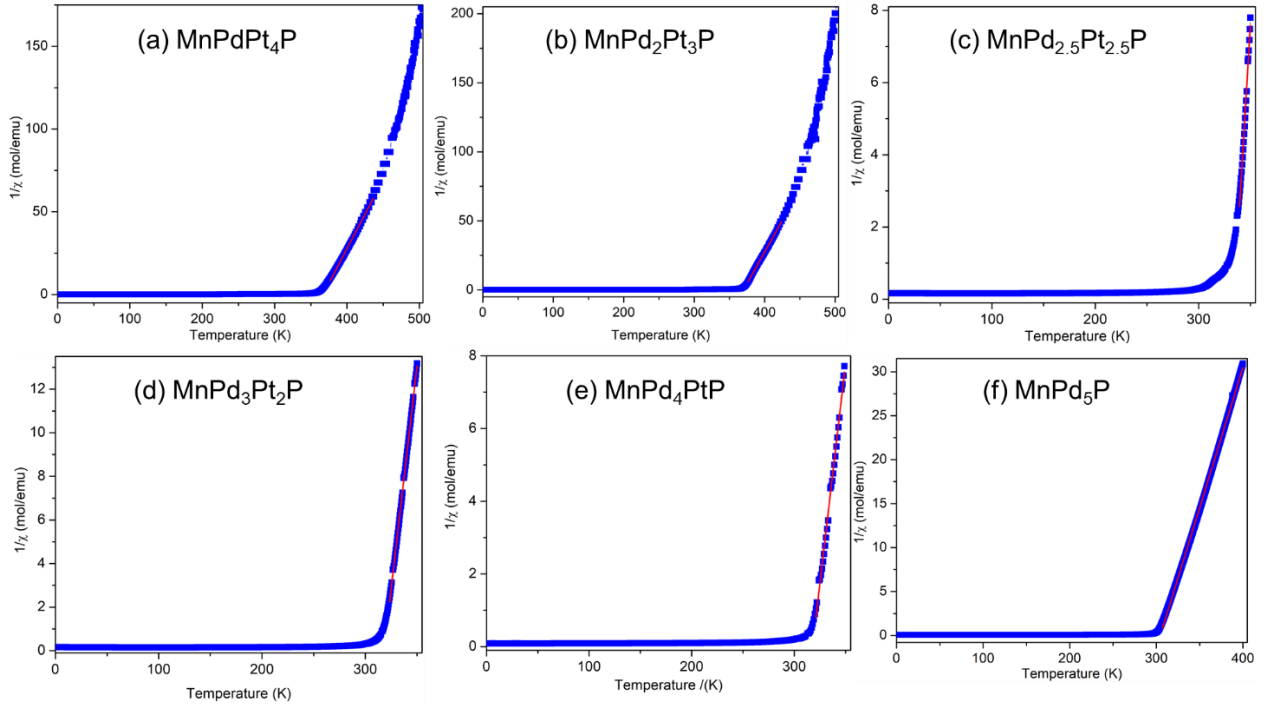 (a) MnPdPt₄P
1/χ (mol/emu)
150
100
50
0
0 100 200 300 400 500
Temperature (K)
(b) MnPd₂Pt₃P
1/χ (mol/emu)
200
150
100
50
0
0 100 200 300 400 500
Temperature (K)
(c) MnPd₂.₅Pt₂.₅P
1/χ (mol/emu)
8
6
4
2
0
0 100 200 300
Temperature (K)
(d) MnPd₃Pt₂P
1/χ (mol/emu)
12
10
8
6
4
2
0
0 100 200 300
Temperature (K)
(e) MnPd₄PtP
1/χ (mol/emu)
8
6
4
2
0
0 100 200 300
Temperature /(K)
(f) MnPd₅P
1/χ (mol/emu)
30
25
20
15
10
5
0
0 100 200 300 400
Temperature (K)